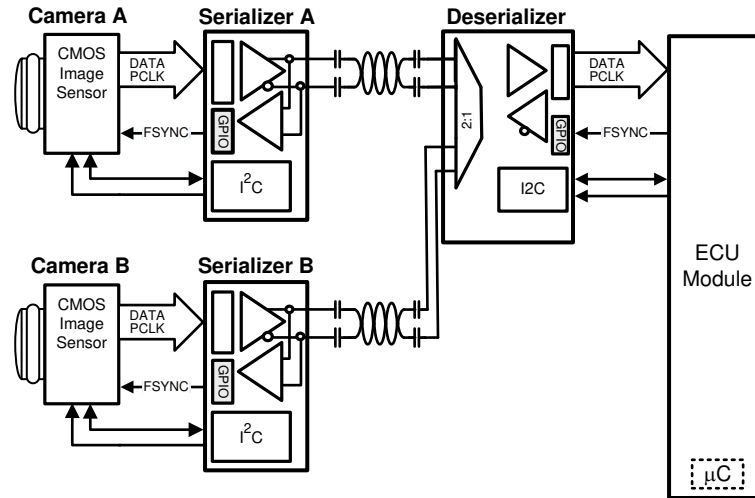 Camera A
Serializer A
Deserializer
CMOS
Image
Sensor
DATA
PCLK
FSYNC
GPIO
I²C
2:1
DATA
PCLK
GPIO
FSYNC
I2C
ECU
Module
µC
Camera B
Serializer B
CMOS
Image
Sensor
DATA
PCLK
FSYNC
GPIO
I²C